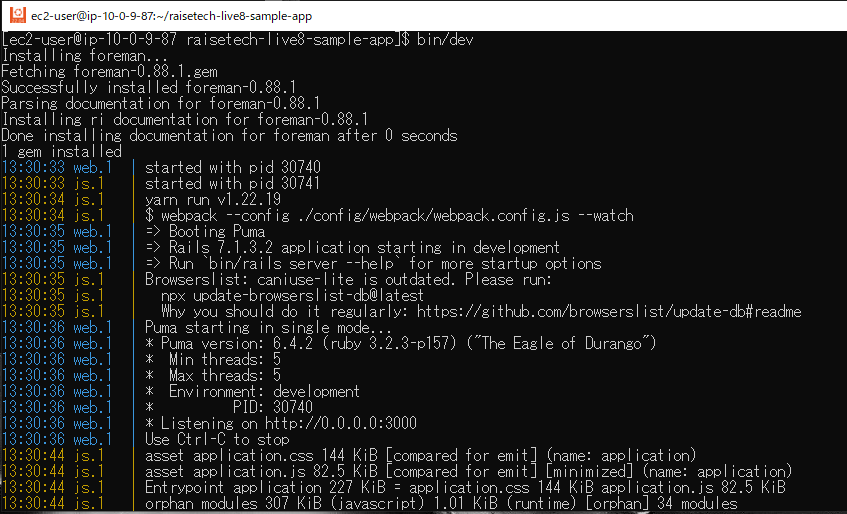 ec2-user@ip-10-0-9-87:~/raisetech-live8-sample-app
[ec2-user@ip-10-0-9-87 raisetech-live8-sample-app]$ bin/dev
Installing foreman...
Fetching foreman-0.88.1.gem
Successfully installed foreman-0.88.1
Parsing documentation for foreman-0.88.1
Installing ri documentation for foreman-0.88.1
Done installing documentation for foreman after 0 seconds
1 gem installed
13:30:33 web.1  | started with pid 30740
13:30:33 js.1   | started with pid 30741
13:30:34 js.1   | yarn run v1.22.19
13:30:34 js.1   | $ webpack --config ./config/webpack/webpack.config.js --watch
13:30:35 web.1  | => Booting Puma
13:30:35 web.1  | => Rails 7.1.3.2 application starting in development
13:30:35 web.1  | => Run `bin/rails server --help` for more startup options
13:30:35 js.1   | Browserslist: caniuse-lite is outdated. Please run:
13:30:35 js.1   |   npx update-browserslist-db@latest
13:30:35 js.1   |   Why you should do it regularly: https://github.com/browserslist/update-db#readme
13:30:36 web.1  | Puma starting in single mode...
13:30:36 web.1  | * Puma version: 6.4.2 (ruby 3.2.3-p157) ("The Eagle of Durango")
13:30:36 web.1  | *  Min threads: 5
13:30:36 web.1  | *  Max threads: 5
13:30:36 web.1  | *  Environment: development
13:30:36 web.1  | *          PID: 30740
13:30:36 web.1  | * Listening on http://0.0.0.0:3000
13:30:36 web.1  | Use Ctrl-C to stop
13:30:44 js.1   | asset application.css 144 KiB [compared for emit] (name: application)
13:30:44 js.1   | asset application.js 82.5 KiB [compared for emit] [minimized] (name: application)
13:30:44 js.1   | Entrypoint application 227 KiB = application.css 144 KiB application.js 82.5 KiB
13:30:44 js.1   | orphan modules 307 KiB (javascript) 1.01 KiB (runtime) [orphan] 34 modules